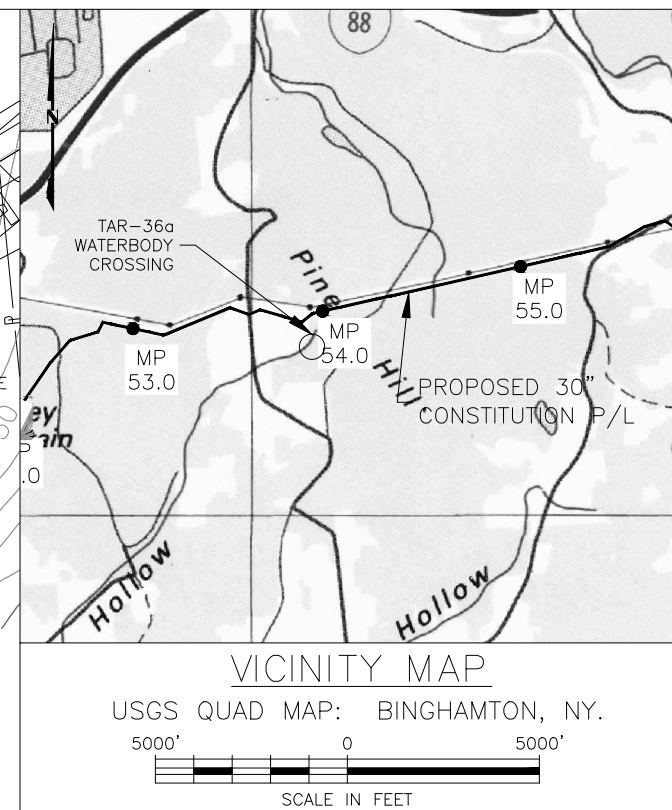 88
N
TAR-36a
WATERBODY
CROSSING
Pine
Hill
MP
53.0
MP
54.0
MP
55.0
PROPOSED 30"
CONSTITUTION P/L
Hollow
Hollow
VICINITY MAP
USGS QUAD MAP: BINGHAMTON, NY.
5000' 0 5000'
SCALE IN FEET